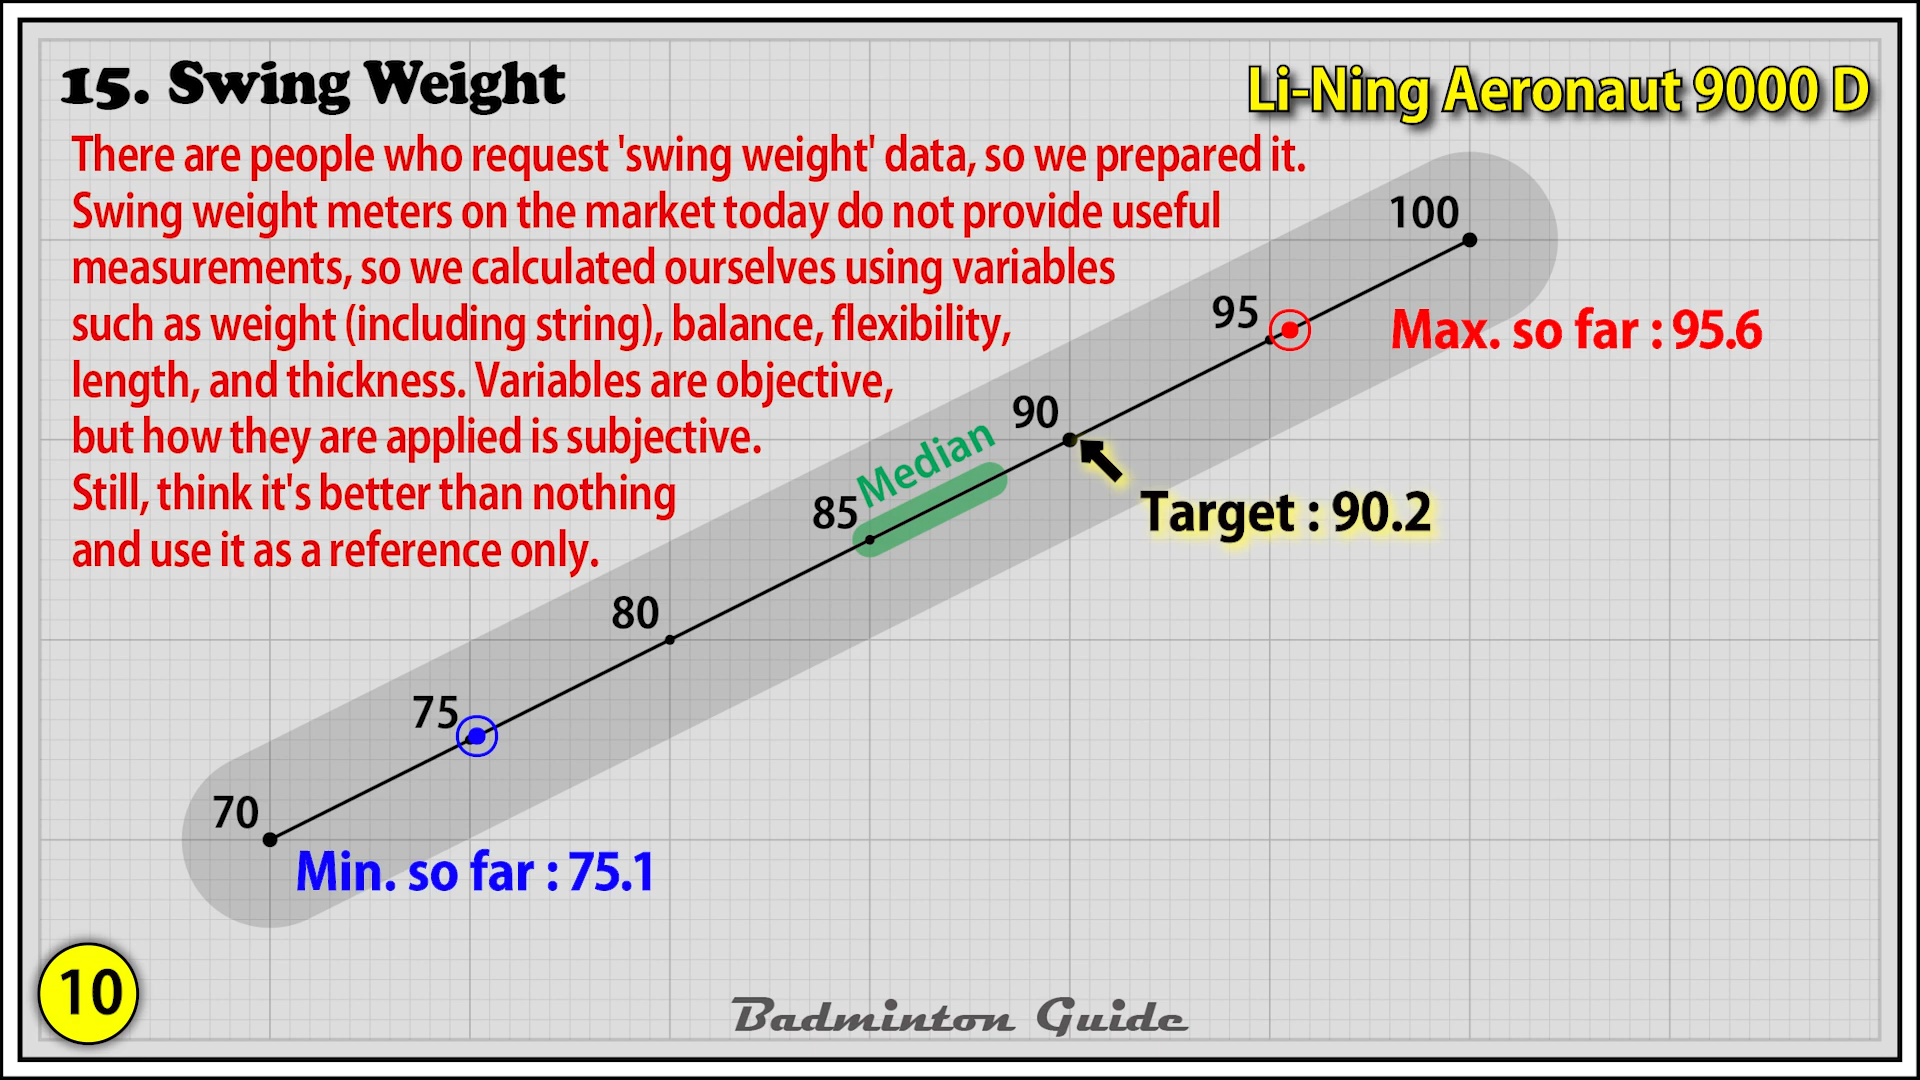 15. Swing Weight
Li-Ning Aeronaut 9000 D
There are people who request 'swing weight' data, so we prepared it.
Swing weight meters on the market today do not provide useful
measurements, so we calculated ourselves using variables
such as weight (including string), balance, flexibility,
length, and thickness. Variables are objective,
but how they are applied is subjective.
Still, think it's better than nothing
and use it as a reference only.
100
95
Max. so far : 95.6
90
Median
85
Target : 90.2
80
75
70
Min. so far : 75.1
10
Badminton Guide